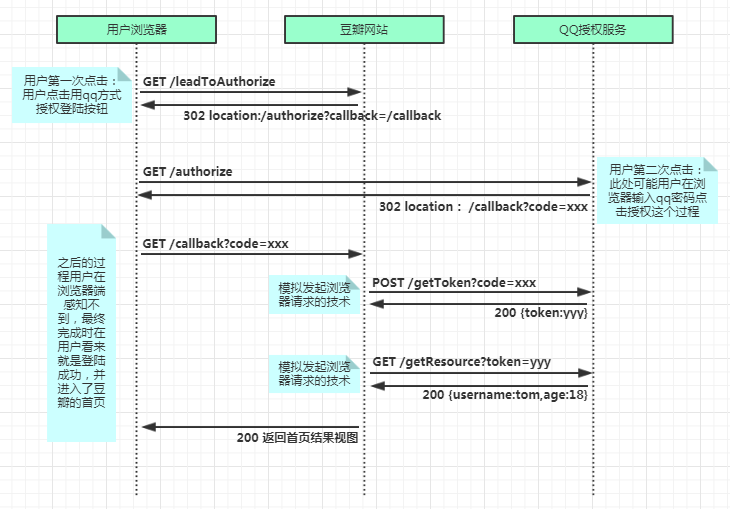 用户浏览器
豆瓣网站
QQ授权服务
用户第一次点击：
用户点击用qq方式
授权登陆按钮
GET /leadToAuthorize
302 location:/authorize?callback=/callback
GET /authorize
用户第二次点击：
此处可能用户在浏
览器输入qq密码点
击授权这个过程
302 location： /callback?code=xxx
之后的过
程用户在
浏览器端
感知不
到，最终
完成时在
用户看来
就是登陆
成功，并
进入了豆
瓣的首页
GET /callback?code=xxx
模拟发起浏览
器请求的技术
POST /getToken?code=xxx
200 {token:yyy}
模拟发起浏览
器请求的技术
GET /getResource?token=yyy
200 {username:tom,age:18}
200 返回首页结果视图